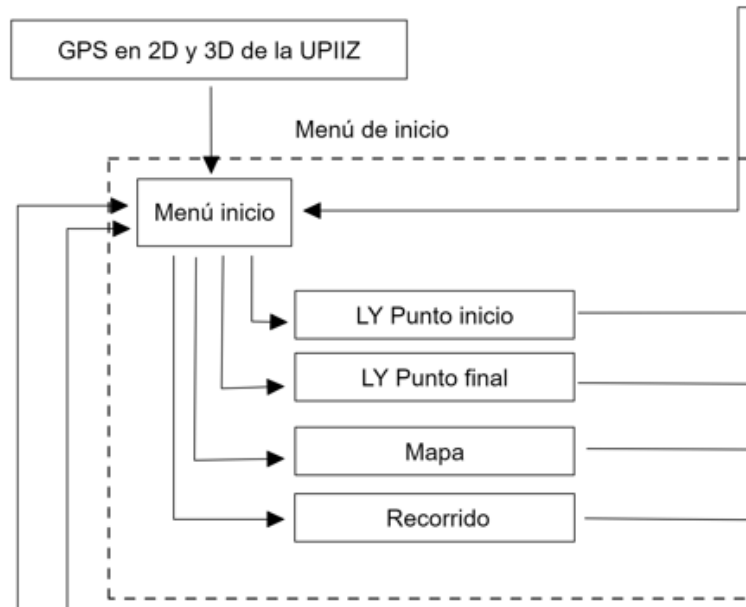 GPS en 2D y 3D de la UPIIZ
Menú de inicio
Menú inicio
LY Punto inicio
LY Punto final
Mapa
Recorrido